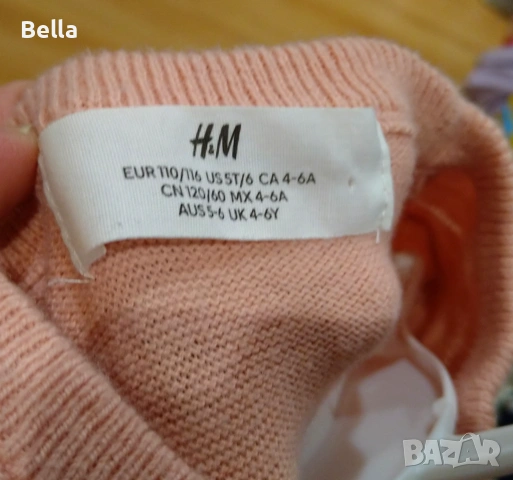 Bella
H&M
EUR 110/116 US 5T/6 CA 4-6A
CN 120/60 MX 4-6A
AUS 5-6 UK 4-6Y
BAZAR